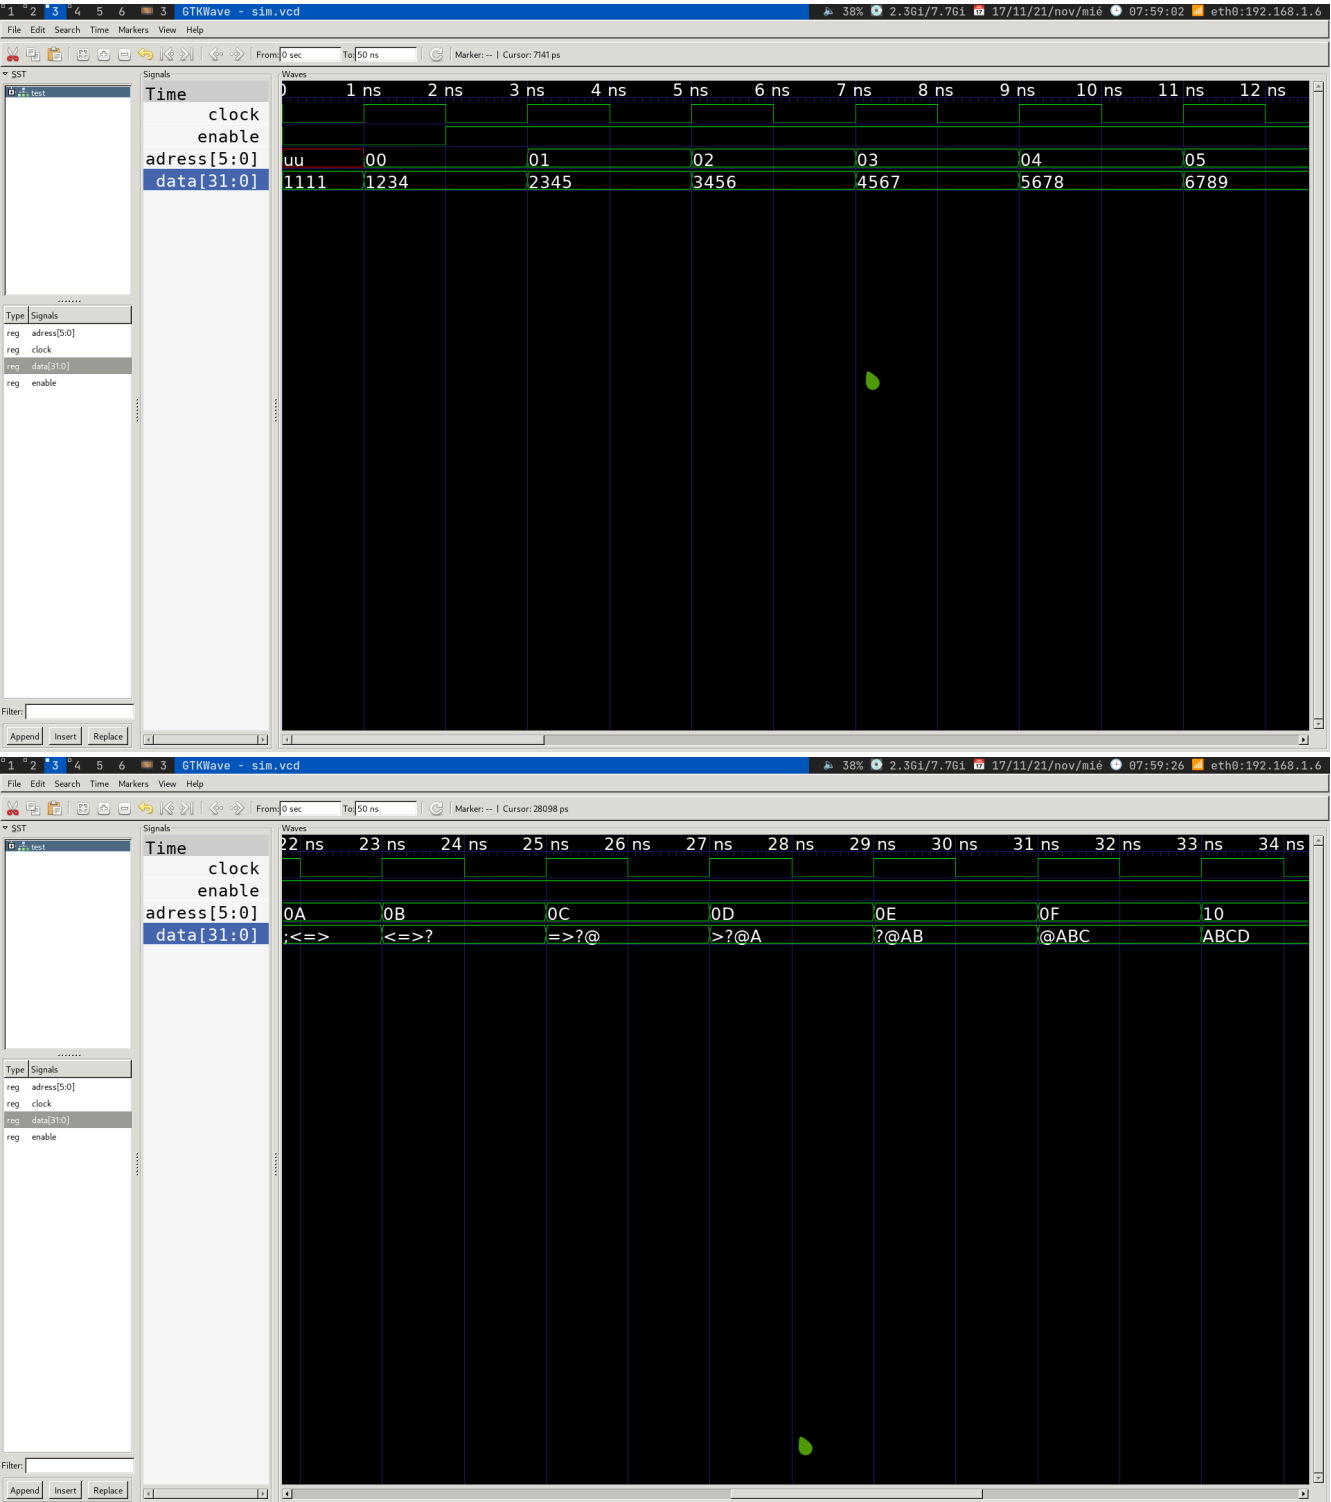 1 2 3 4 5 6 3 GTKWave - sim.vcd 38% 2.3Gi/7.7Gi 17/11/21/nov/mié 07:59:02 eth0:192.168.1.6
File Edit Search Time Markers View Help
From: 0 sec To: 50 ns Marker: -- | Cursor: 7141 ps
SST
test
Type Signals
reg adress[5:0]
reg clock
reg data[31:0]
reg enable
Filter:
Append Insert Replace
Signals
Time
clock
enable
adress[5:0]
data[31:0]
Waves
0 1 ns 2 ns 3 ns 4 ns 5 ns 6 ns 7 ns 8 ns 9 ns 10 ns 11 ns 12 ns
uu 00 01 02 03 04 05
1111 1234 2345 3456 4567 5678 6789
1 2 3 4 5 6 3 GTKWave - sim.vcd 38% 2.3Gi/7.7Gi 17/11/21/nov/mié 07:59:26 eth0:192.168.1.6
File Edit Search Time Markers View Help
From: 0 sec To: 50 ns Marker: -- | Cursor: 28098 ps
SST
test
Type Signals
reg adress[5:0]
reg clock
reg data[31:0]
reg enable
Filter:
Append Insert Replace
Signals
Time
clock
enable
adress[5:0]
data[31:0]
Waves
22 ns 23 ns 24 ns 25 ns 26 ns 27 ns 28 ns 29 ns 30 ns 31 ns 32 ns 33 ns 34 ns
0A 0B 0C 0D 0E 0F 10
;<=> <=>? =>?@ >?@A ?@AB @ABC ABCD